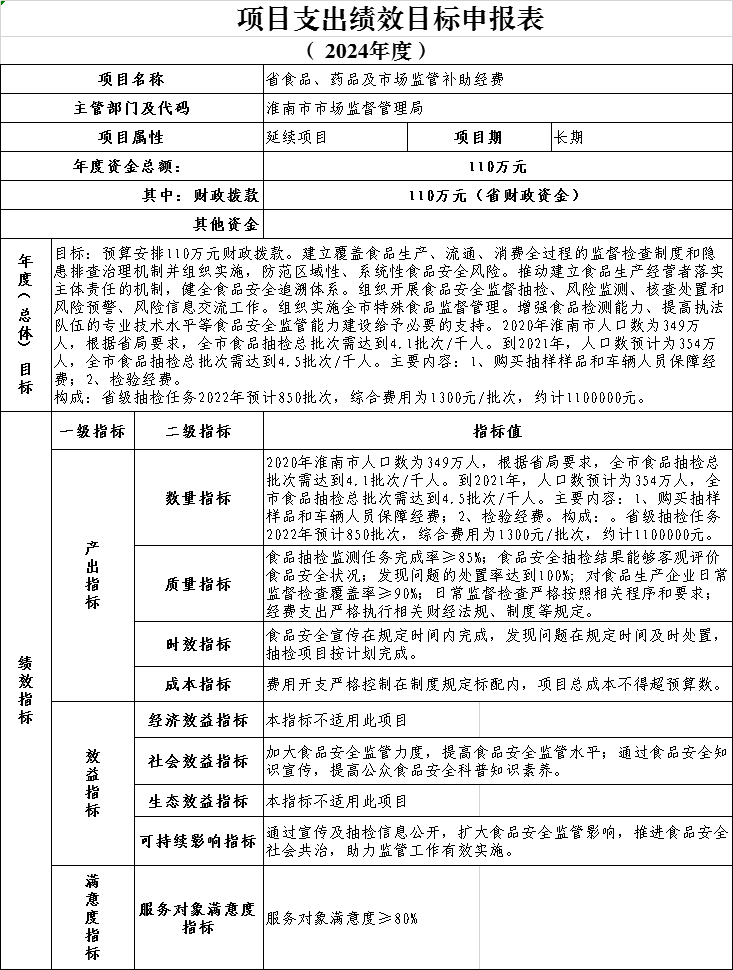 项目支出绩效目标申报表
（ 2024年度 ）
项目名称 省食品、药品及市场监管补助经费
主管部门及代码 淮南市市场监督管理局
项目属性 延续项目 项目期 长期
年度资金总额： 110万元
其中：财政拨款 110万元（省财政资金）
其他资金
年度（总体）目标
目标：预算安排110万元财政拨款。建立覆盖食品生产、流通、消费全过程的监督检查制度和隐
患排查治理机制并组织实施，防范区域性、系统性食品安全风险。推动建立食品生产经营者落实
主体责任的机制，健全食品安全追溯体系。组织开展食品安全监督抽检、风险监测、核查处置和
风险预警、风险信息交流工作。组织实施全市特殊食品监督管理。增强食品检测能力、提高执法
队伍的专业技术水平等食品安全监管能力建设给予必要的支持。2020年淮南市人口数为349万
人，根据省局要求，全市食品抽检总批次需达到4.1批次/千人。到2021年，人口数预计为354万
人，全市食品抽检总批次需达到4.5批次/千人。主要内容：1、购买抽样样品和车辆人员保障经
费；2、检验经费。
构成：省级抽检任务2022年预计850批次，综合费用为1300元/批次，约计1100000元。
绩效指标
一级指标 二级指标 指标值
产出指标
数量指标
2020年淮南市人口数为349万人，根据省局要求，全市食品抽检总
批次需达到4.1批次/千人。到2021年，人口数预计为354万人，全
市食品抽检总批次需达到4.5批次/千人。主要内容：1、购买抽样
样品和车辆人员保障经费；2、检验经费。构成：。省级抽检任务
2022年预计850批次，综合费用为1300元/批次，约计1100000元。
质量指标
食品抽检监测任务完成率≥85%；食品安全抽检结果能够客观评价
食品安全状况；发现问题的处置率达到100%；对食品生产企业日常
监督检查覆盖率≥90%；日常监督检查严格按照相关程序和要求；
经费支出严格执行相关财经法规、制度等规定。
时效指标
食品安全宣传在规定时间内完成，发现问题在规定时间及时处置，
抽检项目按计划完成。
成本指标 费用开支严格控制在制度规定标配内，项目总成本不得超预算数。
效益指标
经济效益指标 本指标不适用此项目
社会效益指标
加大食品安全监管力度，提高食品安全监管水平；通过食品安全知
识宣传，提高公众食品安全科普知识素养。
生态效益指标 本指标不适用此项目
可持续影响指标
通过宣传及抽检信息公开，扩大食品安全监管影响，推进食品安全
社会共治，助力监管工作有效实施。
满意度指标
服务对象满意度
指标
服务对象满意度≥80%